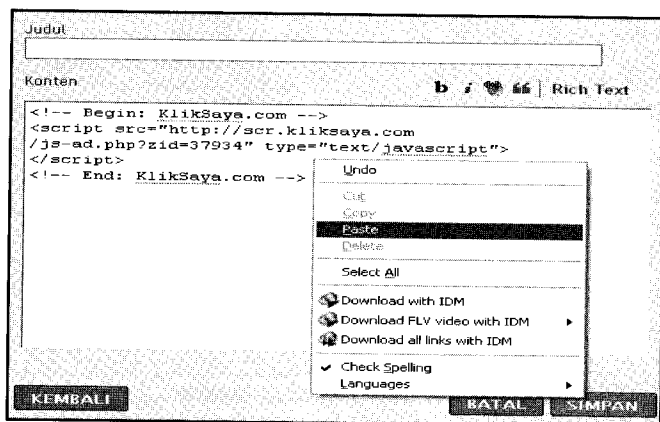 Judul
Konten
b i “ | Rich Text
<!-- Begin: KlikSaya.com -->
<script src="http://scr.kliksaya.com
/js-ad.php?zid=37934" type="text/javascript">
</script>
<!-- End: KlikSaya.com -->
Undo
Cut
Copy
Paste
Delete
Select All
Download with IDM
Download FLV video with IDM
Download all links with IDM
Check Spelling
Languages
KEMBALI
BATAL
SIMPAN